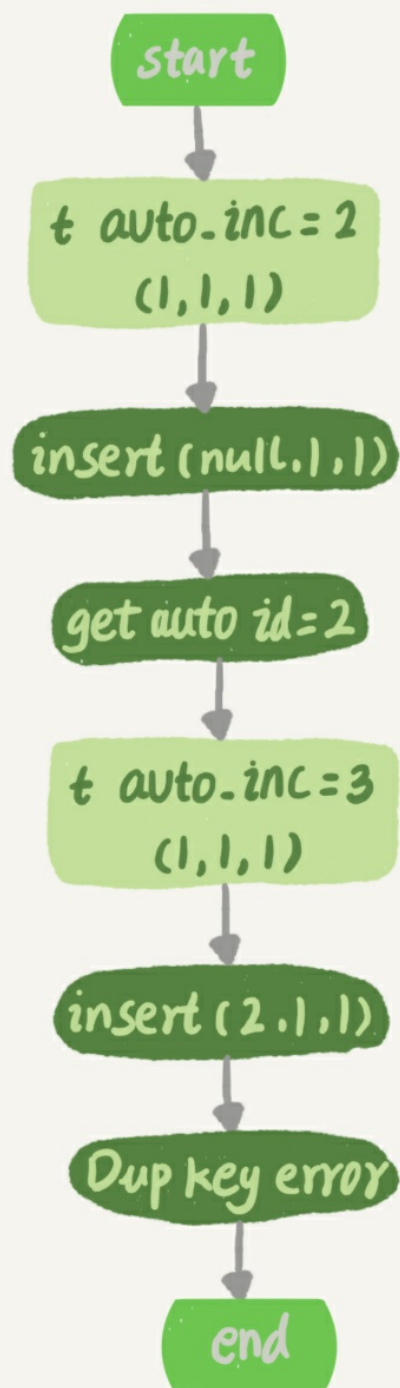 start
t auto_inc = 2
(1,1,1)
insert (null.1,1)
get auto id=2
t auto_inc = 3
(1,1,1)
insert (2.1,1)
Dup key error
end